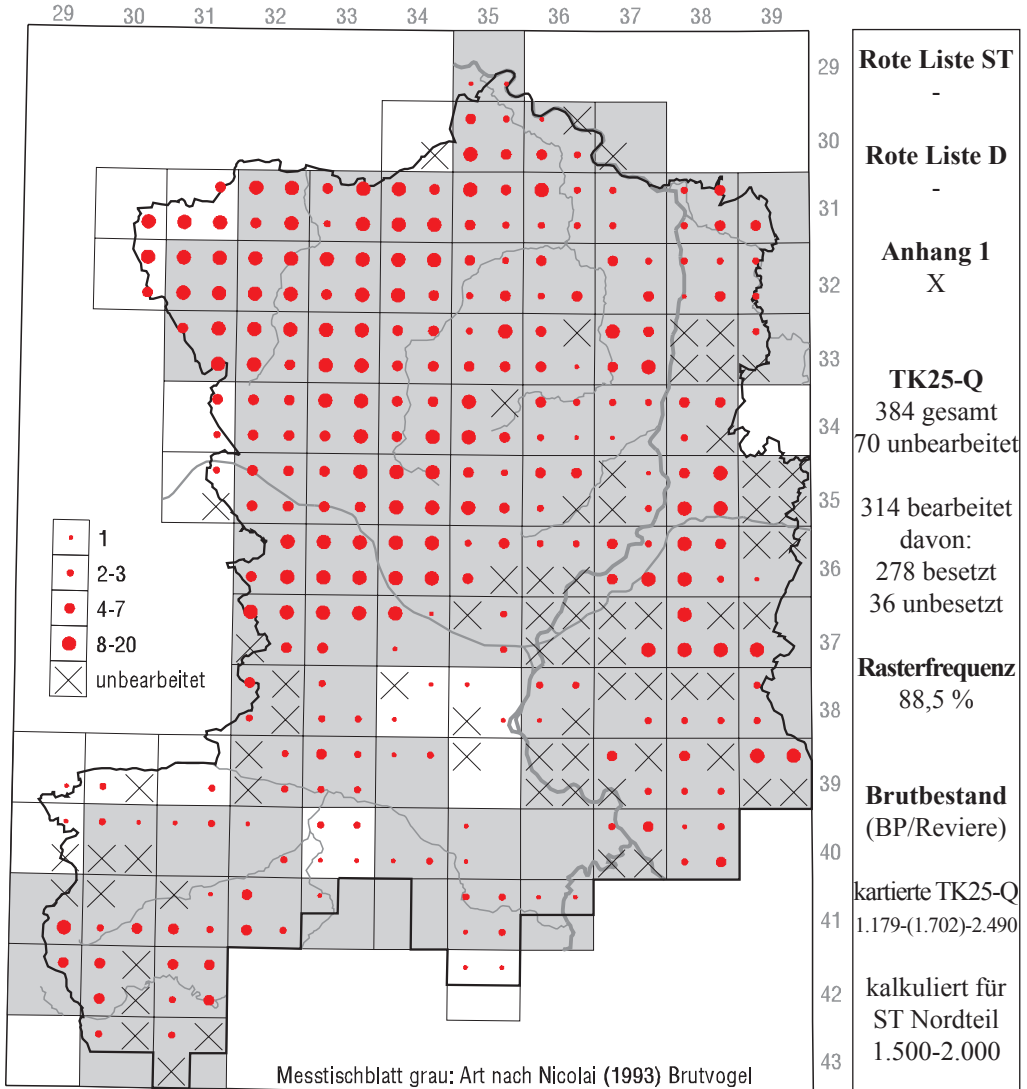 29 30 31 32 33 34 35 36 37 38 39
29
30
31
32
33
34
35
36
37
38
39
40
41
42
43
1
2-3
4-7
8-20
unbearbeitet
Messtischblatt grau: Art nach Nicolai (1993) Brutvogel
Rote Liste ST
-
Rote Liste D
-
Anhang 1
X
TK25-Q
384 gesamt
70 unbearbeitet
314 bearbeitet
davon:
278 besetzt
36 unbesetzt
Rasterfrequenz
88,5 %
Brutbestand
(BP/Reviere)
kartierte TK25-Q
1.179-(1.702)-2.490
kalkuliert für
ST Nordteil
1.500-2.000